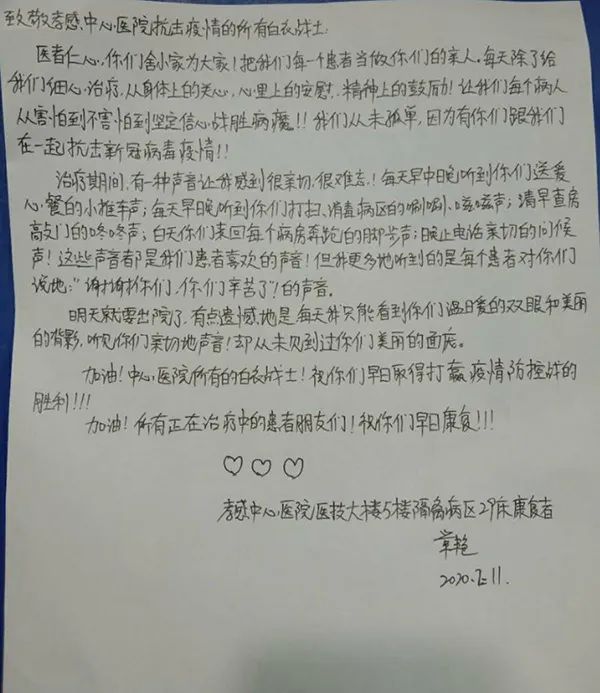 致敬孝感中心医院抗击疫情的所有白衣战士
医者仁心,你们舍小家为大家!把我们每一个患者当做你们的亲人。每天除了给
我们细心治疗,从身体上的关心,心里上的安慰,精神上的鼓励!让我们每个病人
从害怕到不害怕到坚定信心战胜病魔!!我们从未孤单,因为有你们跟我们
在一起抗击新冠病毒疫情!!
治疗期间,有一种声音让我感到很亲切,很难忘!每天早中晚听到你们送爱
心餐的小推车声;每天早晚听到你们打扫、消毒病区的唰唰、嗞嗞声;清早查房
敲门的咚咚声;白天你们来回每个病房奔跑的脚步声;晚上电话亲切的问候
声!这些声音都是我们患者喜欢的声音!但我更多地听到的是每个患者对你们
说地:"谢谢你们,你们辛苦了"!的声音。
明天就要出院了,有点遗憾地是每天我只能看到你们温暖的双眼和美丽
的背影,听见你们亲切地声音!却从未见到过你们美丽的面庞。
加油!中心医院所有的白衣战士!祝你们早日取得打赢疫情防控战的
胜利!!!
加油!所有正在治疗中的患者朋友们!祝你们早日康复!!!
孝感中心医院医技大楼5楼隔离病区29床康复者
章艳
2020.2.11.